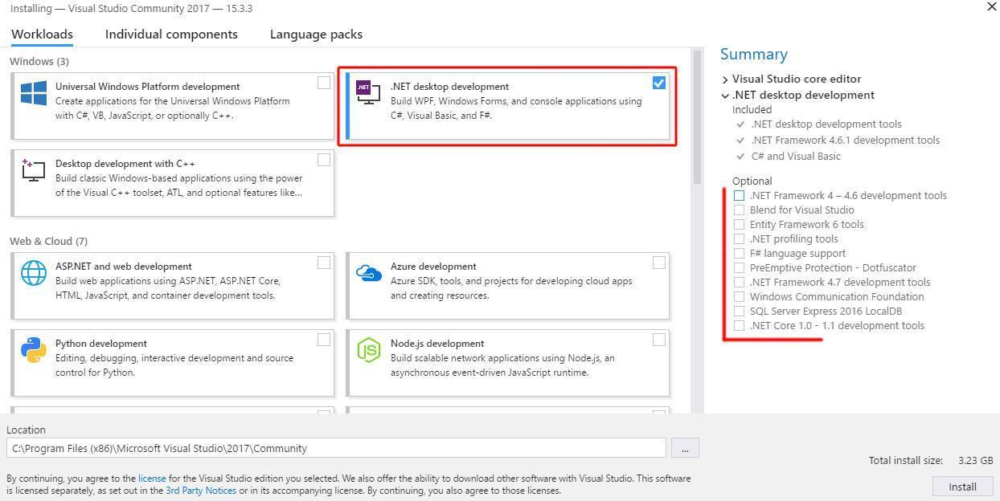 Installing — Visual Studio Community 2017 — 15.3.3
Workloads
Individual components
Language packs
Windows (3)
Universal Windows Platform development
Create applications for the Universal Windows Platform
with C#, VB, JavaScript, or optionally C++.
.NET
.NET desktop development
Build WPF, Windows Forms, and console applications using
C#, Visual Basic, and F#.
Desktop development with C++
Build classic Windows-based applications using the power
of the Visual C++ toolset, ATL, and optional features like...
Web & Cloud (7)
ASP.NET and web development
Build web applications using ASP.NET, ASP.NET Core,
HTML, JavaScript, and container development tools.
Azure development
Azure SDK, tools, and projects for developing cloud apps
and creating resources.
Python development
Editing, debugging, interactive development and source
control for Python.
JS
Node.js development
Build scalable network applications using Node.js, an
asynchronous event-driven JavaScript runtime.
Summary
Visual Studio core editor
.NET desktop development
Included
.NET desktop development tools
.NET Framework 4.6.1 development tools
C# and Visual Basic
Optional
.NET Framework 4 – 4.6 development tools
Blend for Visual Studio
Entity Framework 6 tools
.NET profiling tools
F# language support
PreEmptive Protection - Dotfuscator
.NET Framework 4.7 development tools
Windows Communication Foundation
SQL Server Express 2016 LocalDB
.NET Core 1.0 - 1.1 development tools
Location
C:\Program Files (x86)\Microsoft Visual Studio\2017\Community
...
Total install size: 3.23 GB
By continuing, you agree to the license for the Visual Studio edition you selected. We also offer the ability to download other software with Visual Studio. This software
is licensed separately, as set out in the 3rd Party Notices or in its accompanying license. By continuing, you also agree to those licenses.
Install